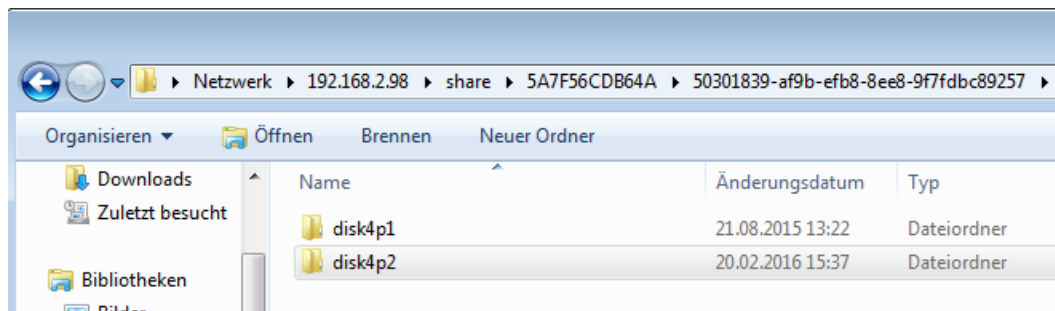 Netzwerk ▸ 192.168.2.98 ▸ share ▸ 5A7F56CDB64A ▸ 50301839-af9b-efb8-8ee8-9f7fdbc89257 ▸
Organisieren Öffnen Brennen Neuer Ordner
Downloads Name Änderungsdatum Typ
Zuletzt besucht disk4p1 21.08.2015 13:22 Dateiordner
disk4p2 20.02.2016 15:37 Dateiordner
Bibliotheken
Bilder